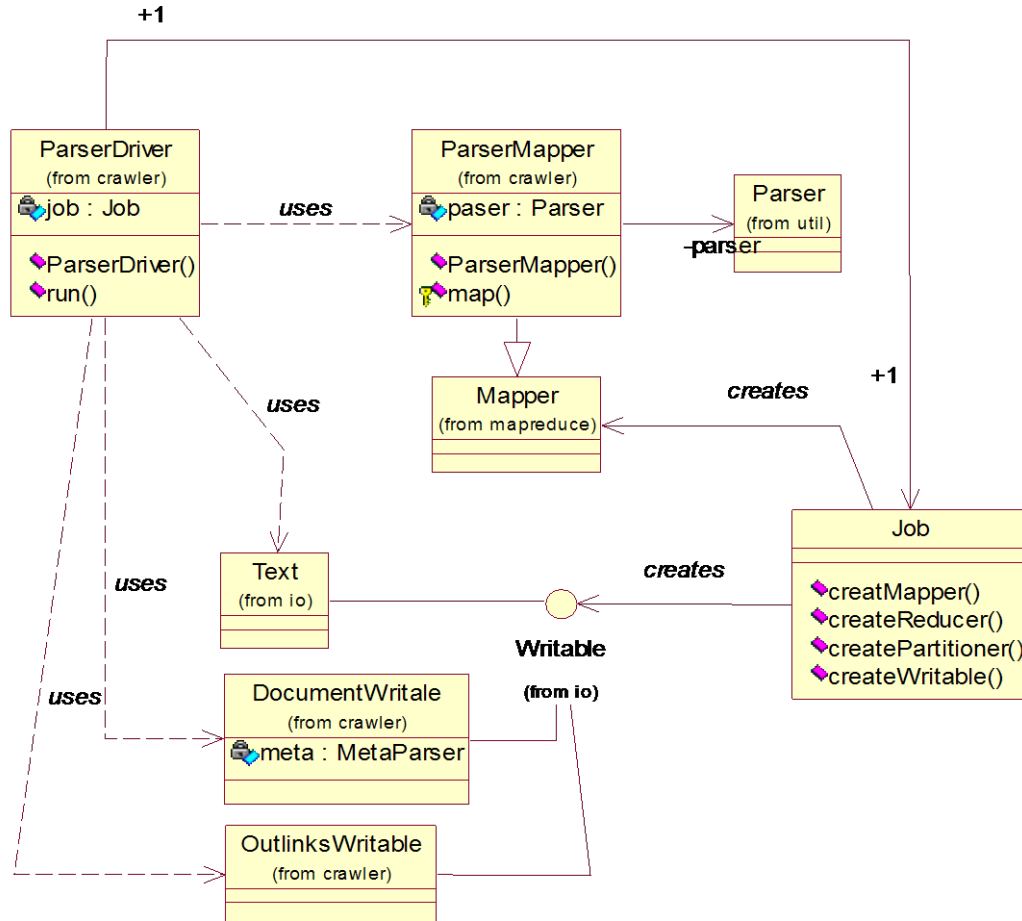 +1
ParserDriver
(from crawler)
job : Job
ParserDriver()
run()
uses
ParserMapper
(from crawler)
paser : Parser
ParserMapper()
map()
Parser
(from util)
-parser
uses
Mapper
(from mapreduce)
creates
+1
Job
creatMapper()
createReducer()
createPartitioner()
createWritable()
Text
(from io)
creates
uses
Writable
(from io)
uses
DocumentWritale
(from crawler)
meta : MetaParser
OutlinksWritable
(from crawler)